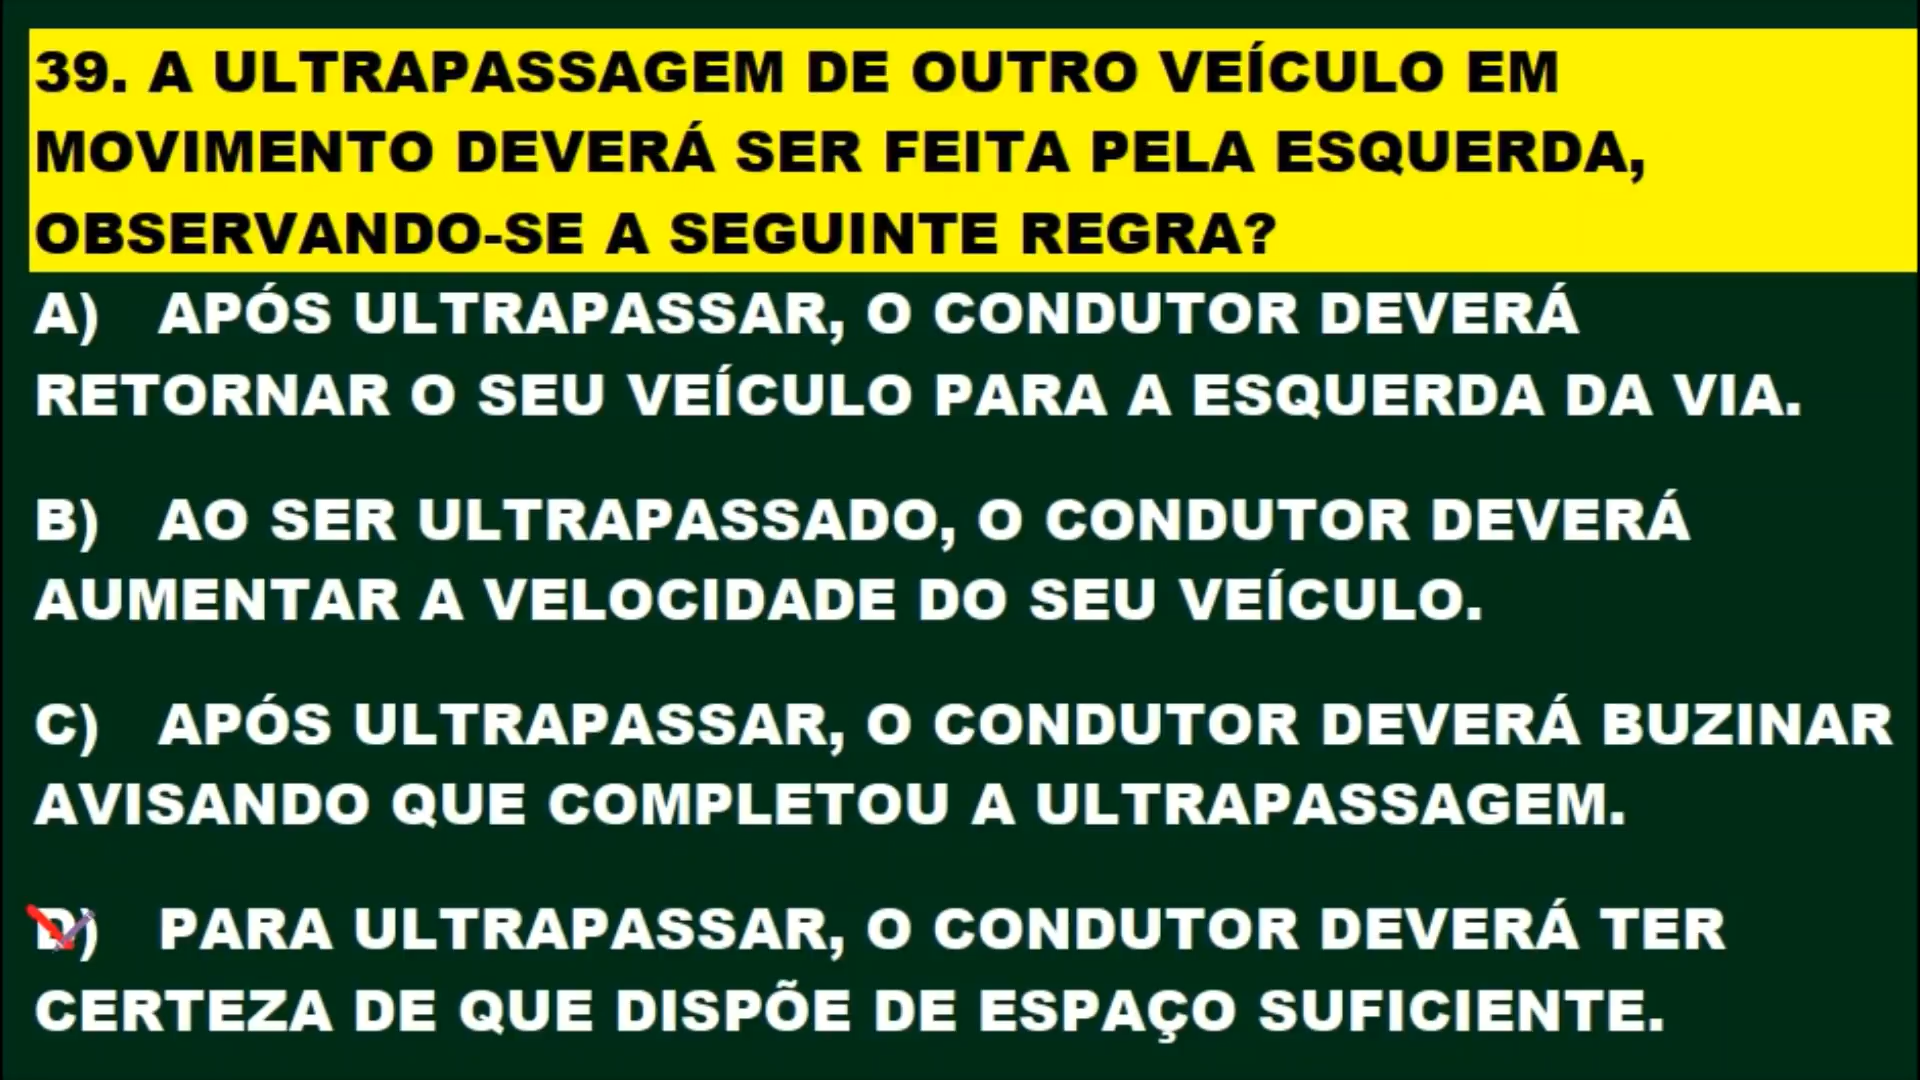 39. A ULTRAPASSAGEM DE OUTRO VEÍCULO EM
MOVIMENTO DEVERÁ SER FEITA PELA ESQUERDA,
OBSERVANDO-SE A SEGUINTE REGRA?
A) APÓS ULTRAPASSAR, O CONDUTOR DEVERÁ
RETORNAR O SEU VEÍCULO PARA A ESQUERDA DA VIA.
B) AO SER ULTRAPASSADO, O CONDUTOR DEVERÁ
AUMENTAR A VELOCIDADE DO SEU VEÍCULO.
C) APÓS ULTRAPASSAR, O CONDUTOR DEVERÁ BUZINAR
AVISANDO QUE COMPLETOU A ULTRAPASSAGEM.
D) PARA ULTRAPASSAR, O CONDUTOR DEVERÁ TER
CERTEZA DE QUE DISPÕE DE ESPAÇO SUFICIENTE.